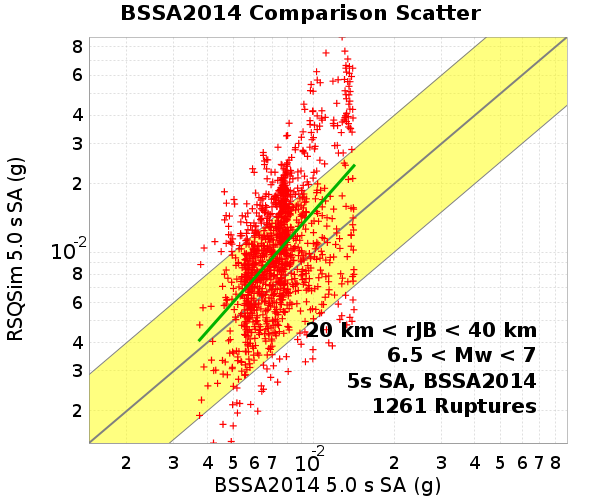 BSSA2014 Comparison Scatter
RSQSim 5.0 s SA (g)
8
6
4
3
2
10-2
8
6
4
3
2
20 km < rJB < 40 km
6.5 < Mw < 7
5s SA, BSSA2014
1261 Ruptures
2 3 4 5 6 7 10-2 2 3 4 5 6 7 8
BSSA2014 5.0 s SA (g)